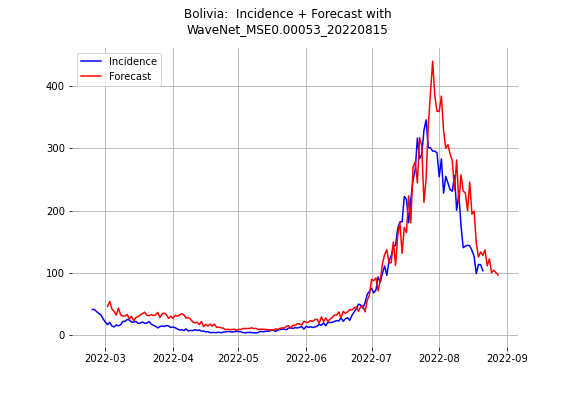 Bolivia:  Incidence + Forecast with
WaveNet_MSE0.00053_20220815
Incidence
Forecast
400
300
200
100
0
2022-03 2022-04 2022-05 2022-06 2022-07 2022-08 2022-09